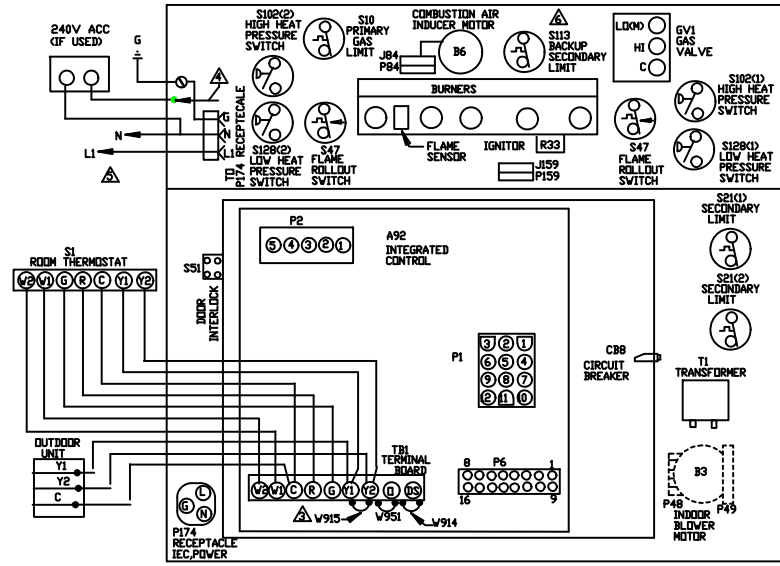 240V ACC
(IF USED)
G
S102(2)
HIGH HEAT
PRESSURE
SWITCH
S10
PRIMARY
GAS
LIMIT
COMBUSTION AIR
INDUCER MOTOR
J84
P84
B6
6
S113
BACKUP
SECONDARY
LIMIT
LO(M)
HI
C
GV1
GAS
VALVE
4
BURNERS
S102(1)
HIGH HEAT
PRESSURE
SWITCH
G
N
L1
N
L1
5
TO
P174 RECEPTECALE
S128(2)
LOW HEAT
PRESSURE
SWITCH
S47
FLAME
ROLLOUT
SWITCH
FLAME
SENSOR
IGNITOR
R33
J159
P159
S47
FLAME
ROLLOUT
SWITCH
S128(1)
LOW HEAT
PRESSURE
SWITCH
S21(1)
SECONDARY
LIMIT
S21(2)
SECONDARY
LIMIT
P2
5 4 3 2 1
A92
INTEGRATED
CONTROL
S1
ROOM THERMOSTAT
W2 W1 G R C Y1 Y2
S51
DOOR
INTERLOCK
P1
3 2 1
6 5 4
9 8 7
12 11 10
CB8
CIRCUIT
BREAKER
T1
TRANSFORMER
OUTDOOR
UNIT
Y1
Y2
C
TB1
TERMINAL
BOARD
W2 W1 C R G Y1 Y2 O DS
3
W915
W951
W914
8 P6 1
16 9
L
G
N
P174
RECEPTACLE
IEC,POWER
B3
P48
P49
INDOOR
BLOWER
MOTOR